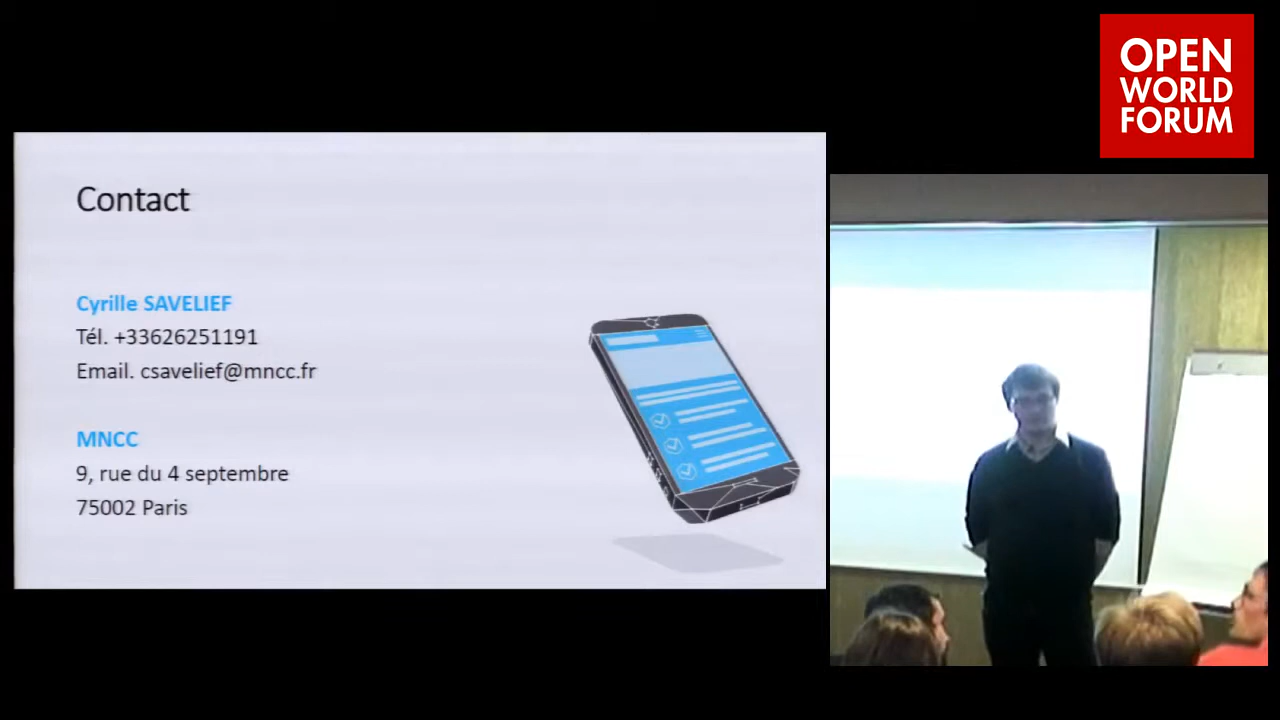 OPEN
WORLD
FORUM
Contact
Cyrille SAVELIEF
Tél. +33626251191
Email. csavelief@mncc.fr
MNCC
9, rue du 4 septembre
75002 Paris